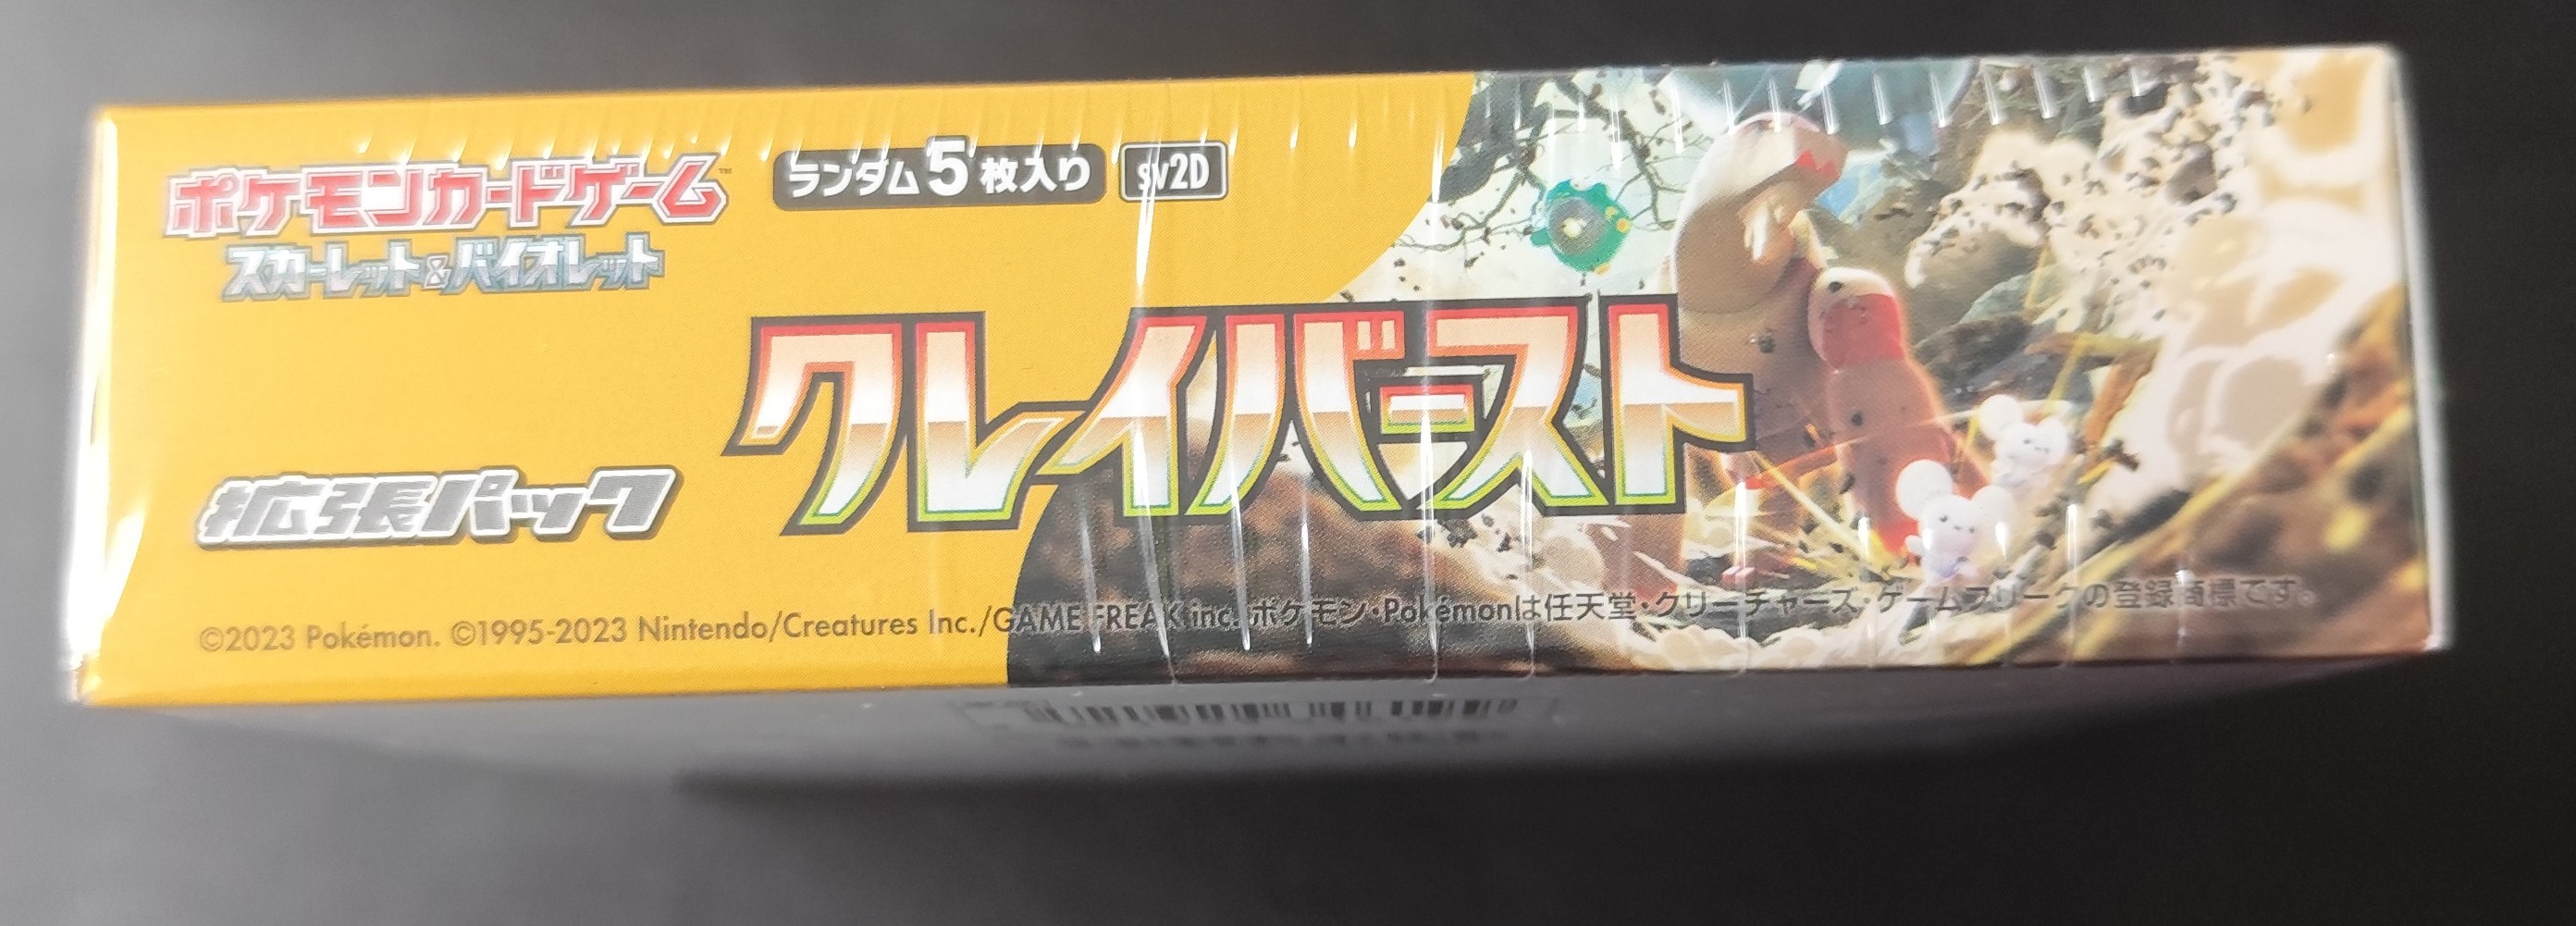 ポケモンカードゲーム™
スカーレット&バイオレット
ランダム5枚入り sv2D
クレイバースト
拡張パック
©2023 Pokémon. ©1995-2023 Nintendo/Creatures Inc./GAME FREAK inc. ポケモン・Pokémonは任天堂・クリーチャーズ・ゲームフリークの登録商標です。